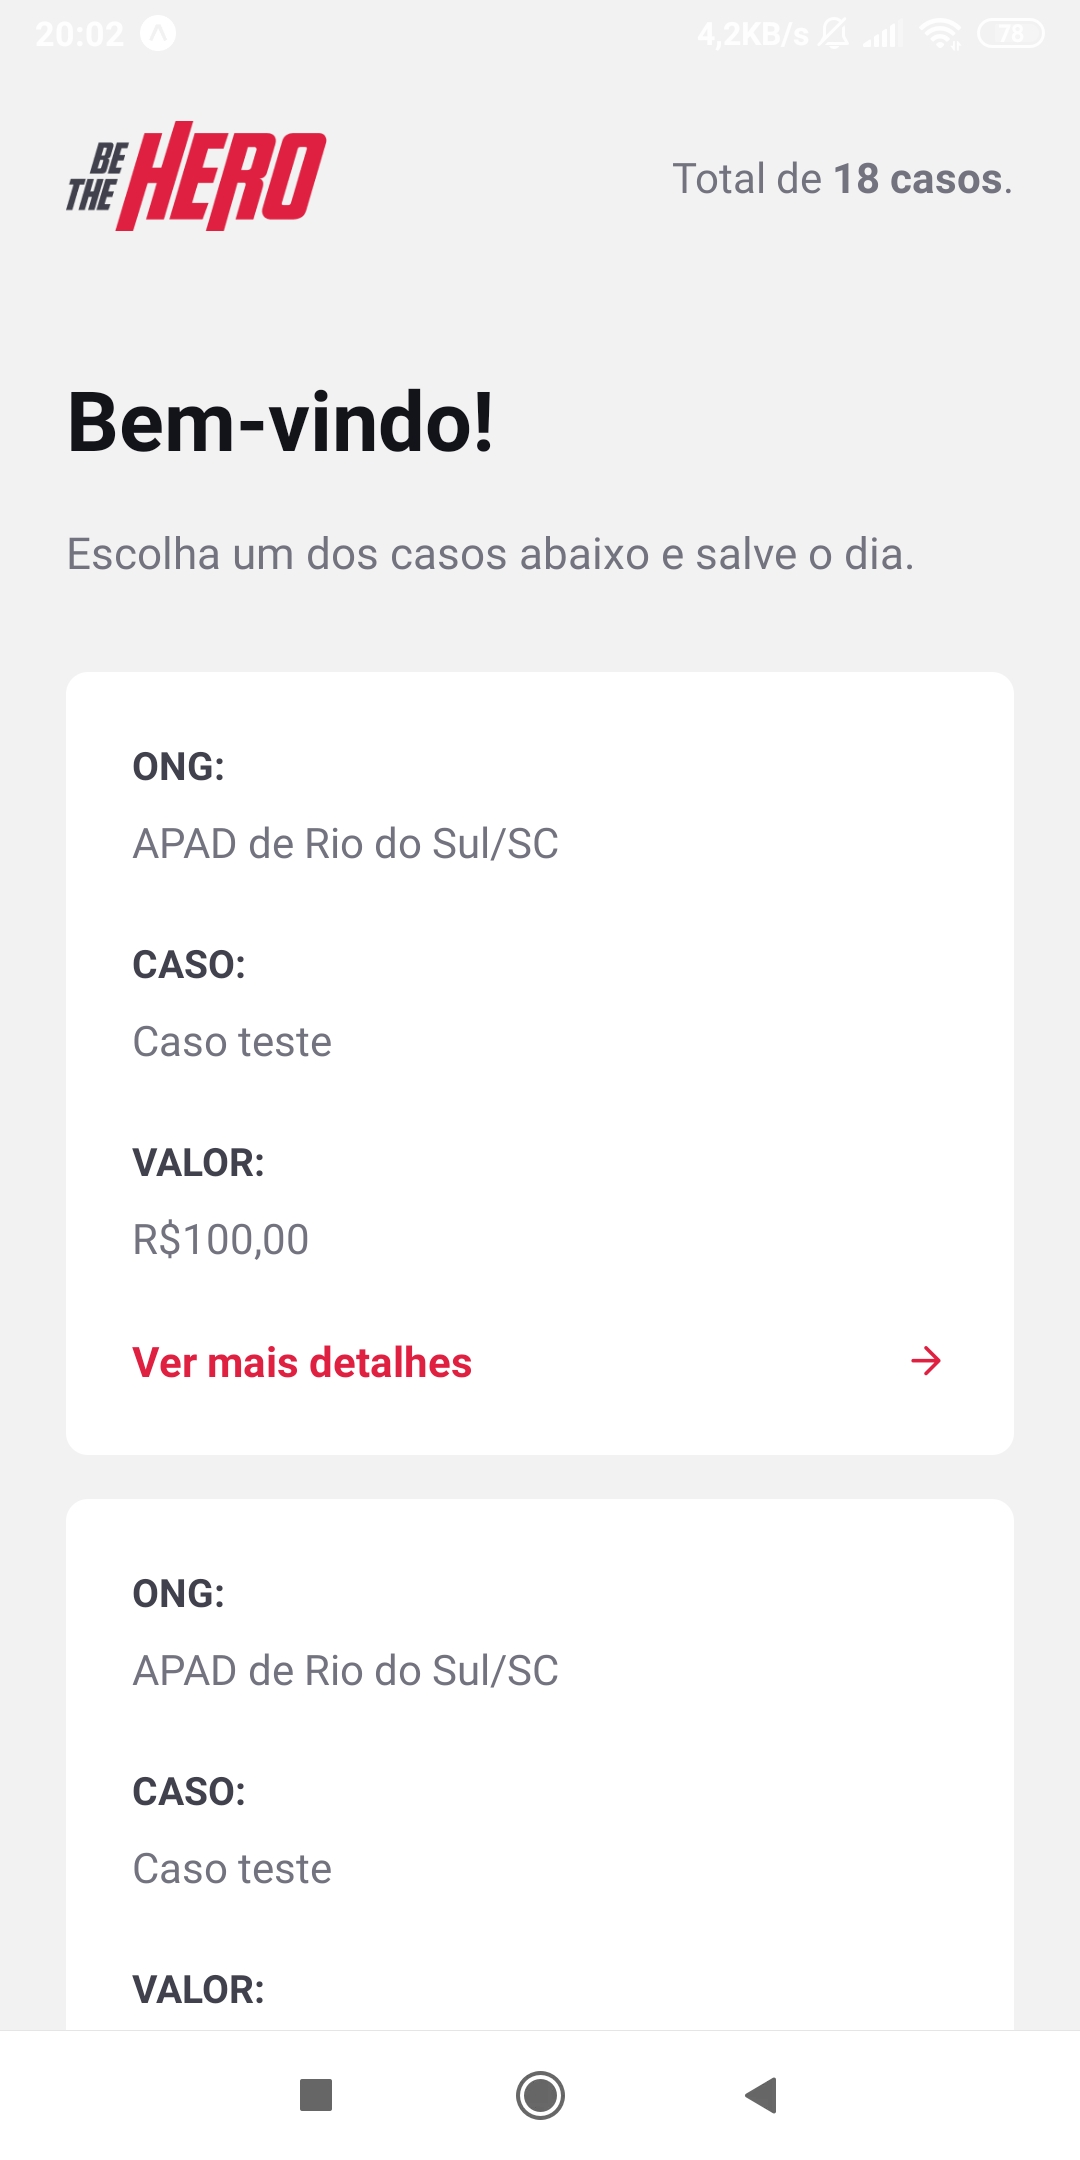 20:02
4,2KB/s
78
BE THE HERO
Total de 18 casos.
Bem-vindo!
Escolha um dos casos abaixo e salve o dia.
ONG:
APAD de Rio do Sul/SC
CASO:
Caso teste
VALOR:
R$100,00
Ver mais detalhes
ONG:
APAD de Rio do Sul/SC
CASO:
Caso teste
VALOR: